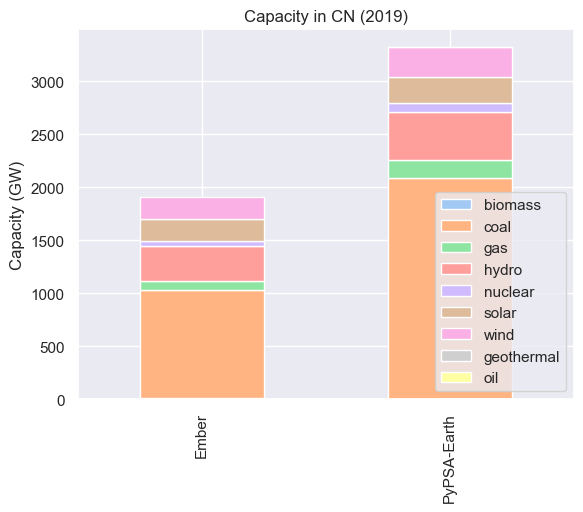 Capacity in CN (2019)
Capacity (GW)
3000
2500
2000
1500
1000
500
0
biomass
coal
gas
hydro
nuclear
solar
wind
geothermal
oil
Ember
PyPSA-Earth